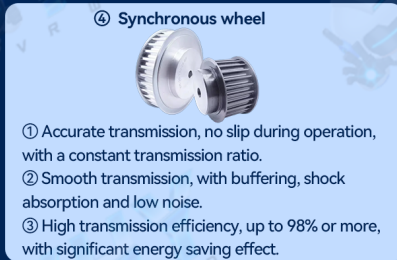 ④ Synchronous wheel
① Accurate transmission, no slip during operation,
with a constant transmission ratio.
② Smooth transmission, with buffering, shock
absorption and low noise.
③ High transmission efficiency, up to 98% or more,
with significant energy saving effect.